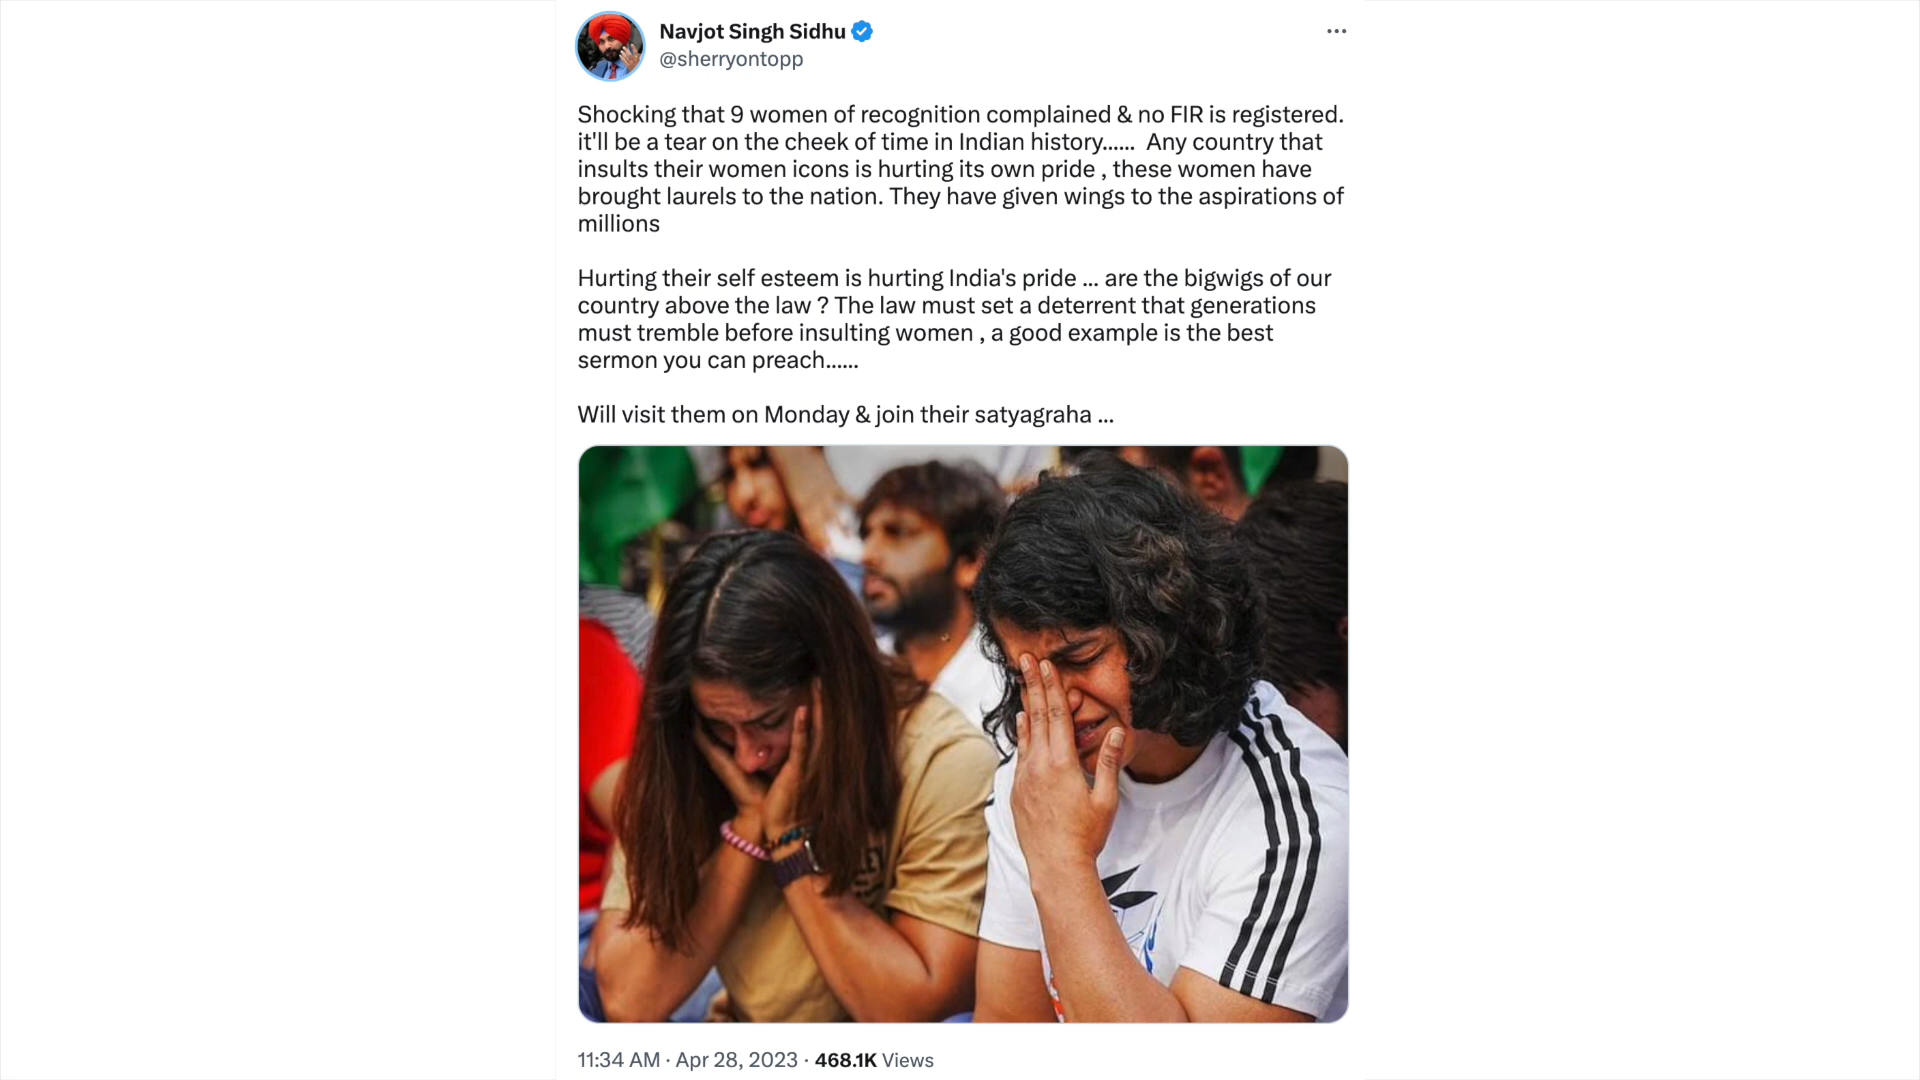 Navjot Singh Sidhu
@sherryontopp
Shocking that 9 women of recognition complained & no FIR is registered.
it'll be a tear on the cheek of time in Indian history......  Any country that
insults their women icons is hurting its own pride , these women have
brought laurels to the nation. They have given wings to the aspirations of
millions
Hurting their self esteem is hurting India's pride ... are the bigwigs of our
country above the law ? The law must set a deterrent that generations
must tremble before insulting women , a good example is the best
sermon you can preach......
Will visit them on Monday & join their satyagraha ...
11:34 AM · Apr 28, 2023 · 468.1K Views